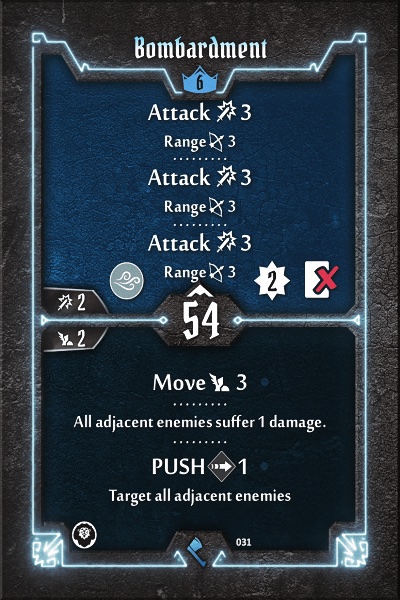 Bombardment
6
Attack 3
Range 3
Attack 3
Range 3
Attack 3
Range 3
2
2
54
2
Move 3
All adjacent enemies suffer 1 damage.
PUSH 1
Target all adjacent enemies
031